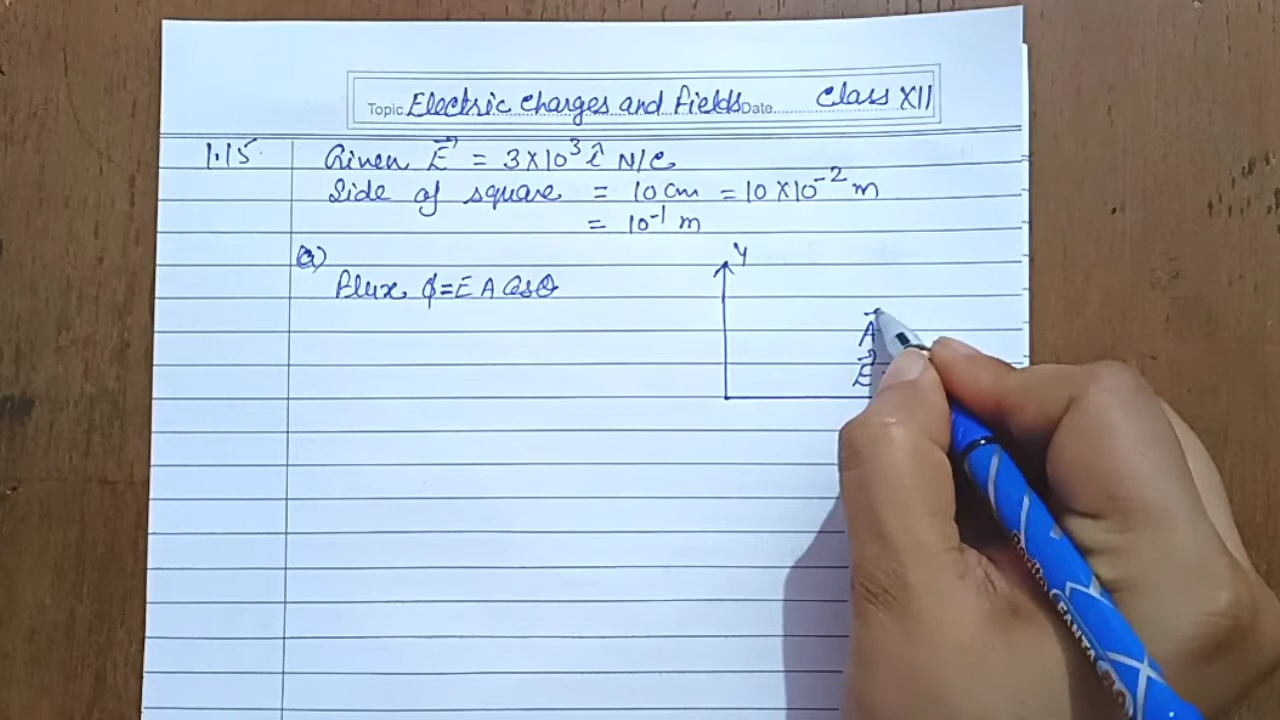 Topic Electric Charges and Fields Date Class XII
1.15. Given E⃗ = 3×10³ î N/C
Side of square = 10 cm = 10 ×10⁻² m
= 10⁻¹ m
(a)
Flux ϕ = E A Cosθ
Y
A⃗
E⃗
FANTA